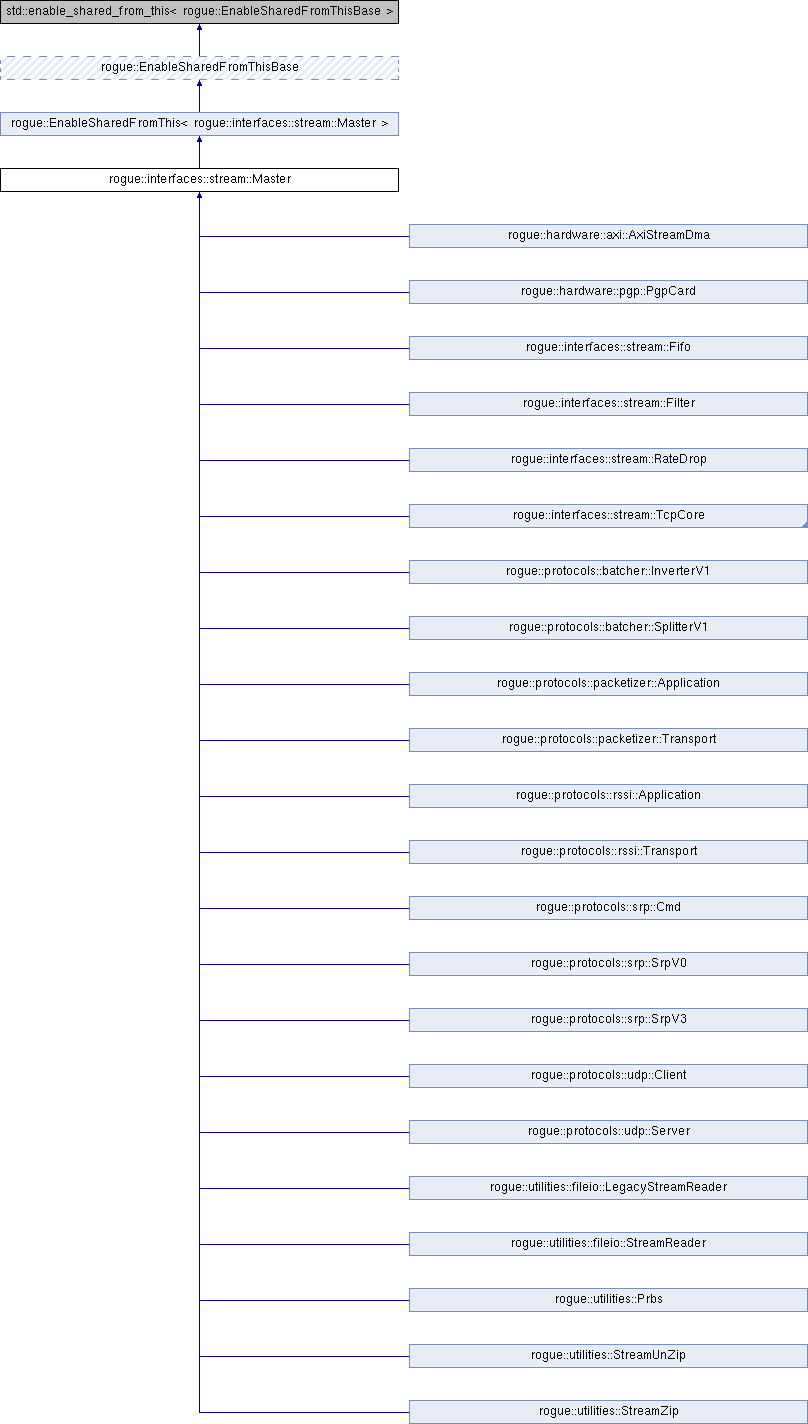 std::enable_shared_from_this< rogue::EnableSharedFromThisBase >
rogue::EnableSharedFromThisBase
rogue::EnableSharedFromThis< rogue::interfaces::stream::Master >
rogue::interfaces::stream::Master
rogue::hardware::axi::AxiStreamDma
rogue::hardware::pgp::PgpCard
rogue::interfaces::stream::Fifo
rogue::interfaces::stream::Filter
rogue::interfaces::stream::RateDrop
rogue::interfaces::stream::TcpCore
rogue::protocols::batcher::InverterV1
rogue::protocols::batcher::SplitterV1
rogue::protocols::packetizer::Application
rogue::protocols::packetizer::Transport
rogue::protocols::rssi::Application
rogue::protocols::rssi::Transport
rogue::protocols::srp::Cmd
rogue::protocols::srp::SrpV0
rogue::protocols::srp::SrpV3
rogue::protocols::udp::Client
rogue::protocols::udp::Server
rogue::utilities::fileio::LegacyStreamReader
rogue::utilities::fileio::StreamReader
rogue::utilities::Prbs
rogue::utilities::StreamUnZip
rogue::utilities::StreamZip